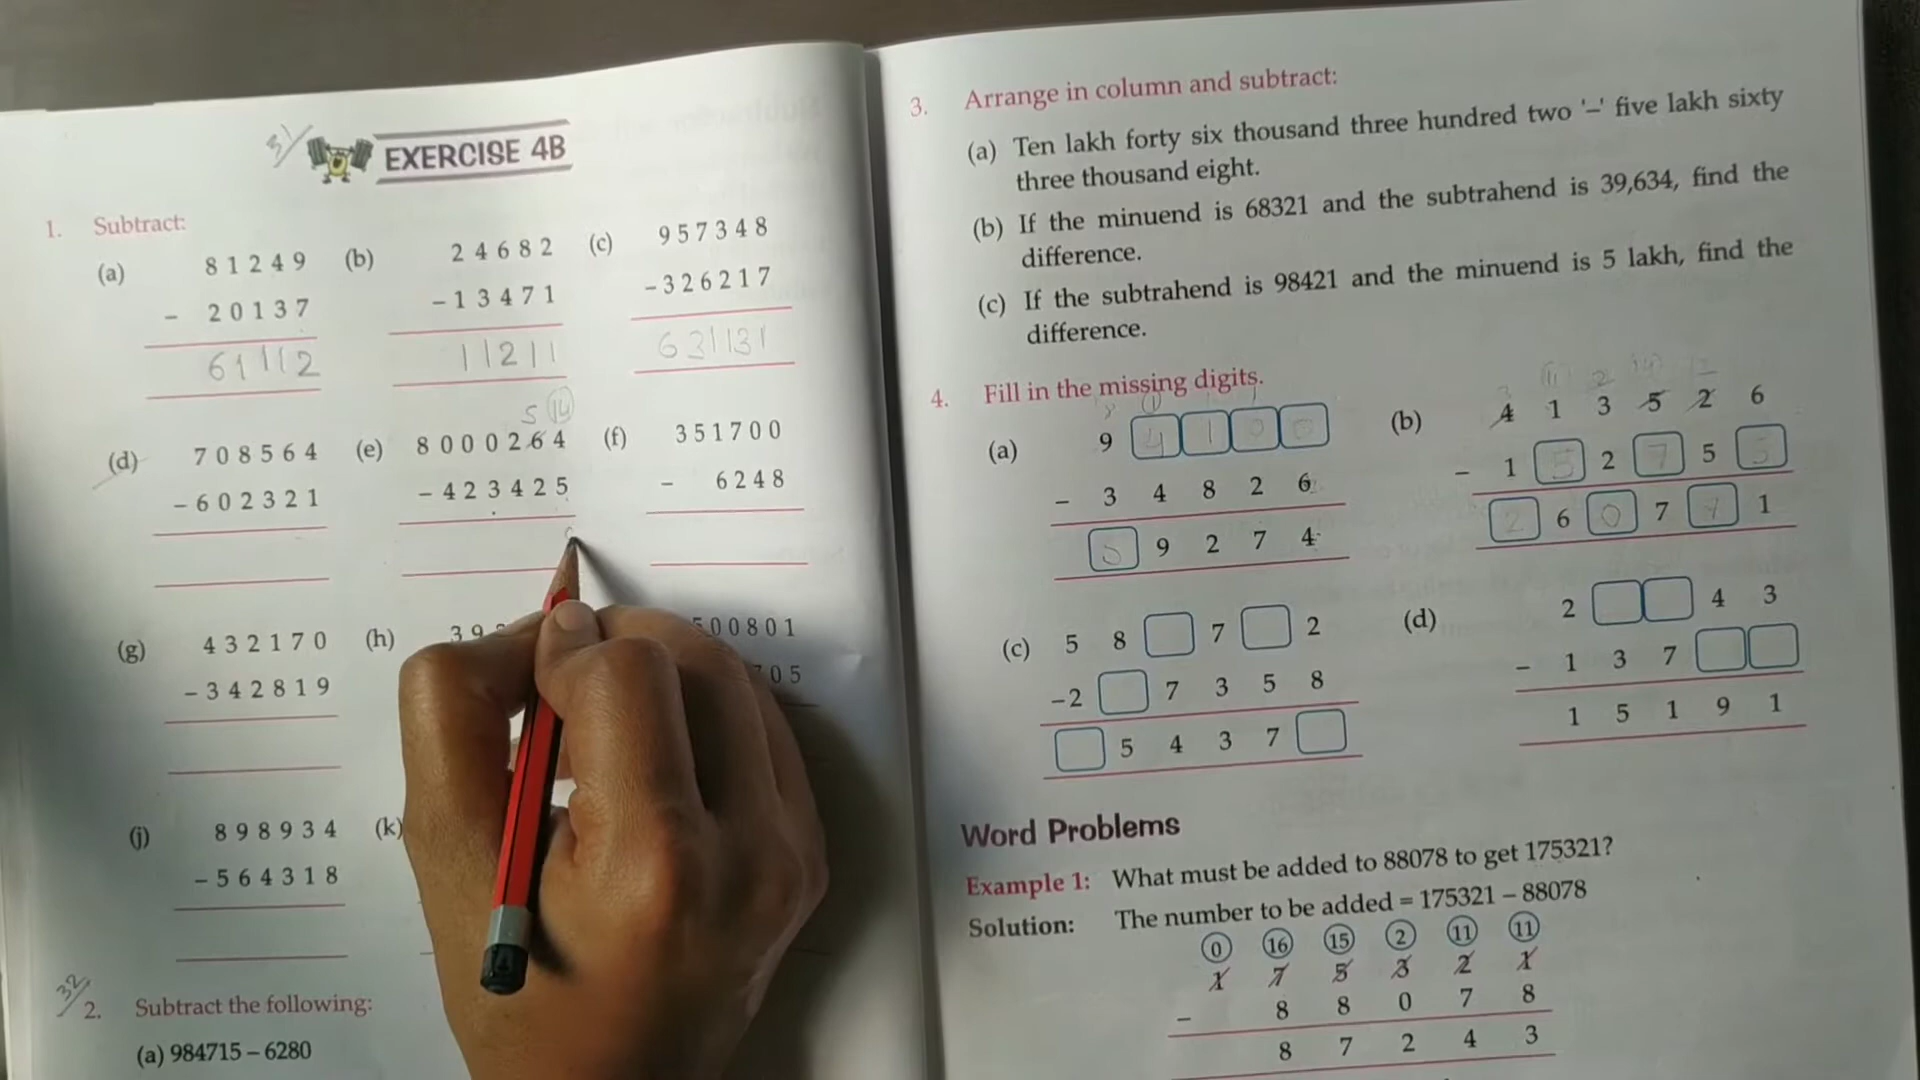 31/
EXERCISE 4B
1. Subtract:
(a) 81249 (b) 24682 (c) 957348
- 20137 -13471 -326217
61112 11211 631131
5 14
(d) 708564 (e) 8000264 (f) 351700
-602321 -423425 - 6248
(g) 432170 (h) 39 500801
-342819 705
(j) 898934 (k)
-564318
32/
2. Subtract the following:
(a) 984715 – 6280
3. Arrange in column and subtract:
(a) Ten lakh forty six thousand three hundred two '–' five lakh sixty
three thousand eight.
(b) If the minuend is 68321 and the subtrahend is 39,634, find the
difference.
(c) If the subtrahend is 98421 and the minuend is 5 lakh, find the
difference.
4. Fill in the missing digits.
(a) 9 4 1 0 0
- 3 4 8 2 6
5 9 2 7 4
(b) 4 1 3 5 2 6
- 1 5 2 7 5 5
2 6 0 7 7 1
(c) 5 8 7 2
-2 7 3 5 8
5 4 3 7
(d) 2 4 3
- 1 3 7
1 5 1 9 1
Word Problems
Example 1: What must be added to 88078 to get 175321?
Solution: The number to be added = 175321 – 88078
0 16 15 2 11 11
1 7 5 3 2 1
- 8 8 0 7 8
8 7 2 4 3